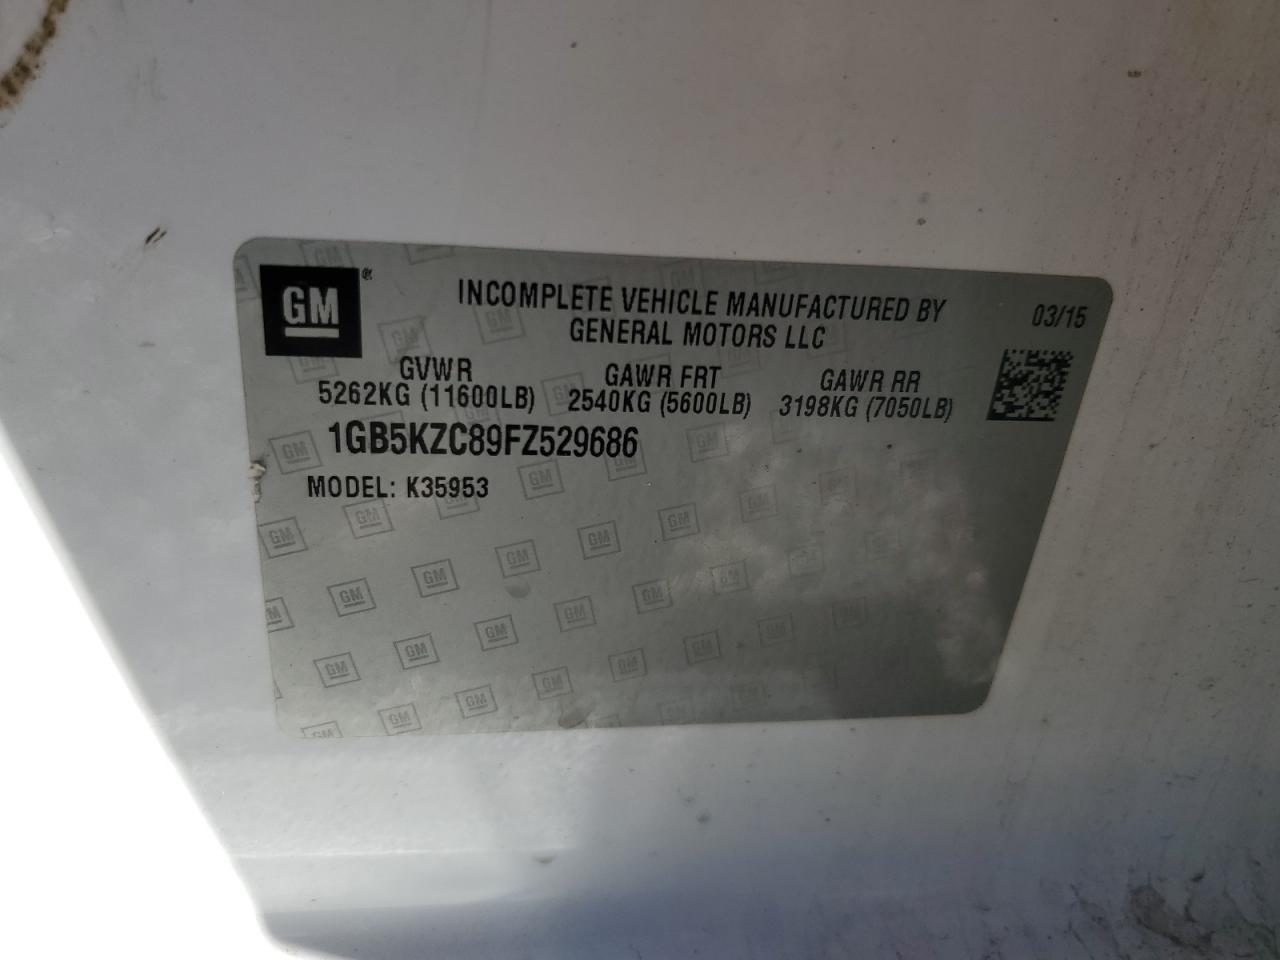 GM®
INCOMPLETE VEHICLE MANUFACTURED BY
GENERAL MOTORS LLC
03/15
GVWR
5262KG (11600LB)
GAWR FRT
2540KG (5600LB)
GAWR RR
3198KG (7050LB)
1GB5KZC89FZ529686
MODEL: K35953